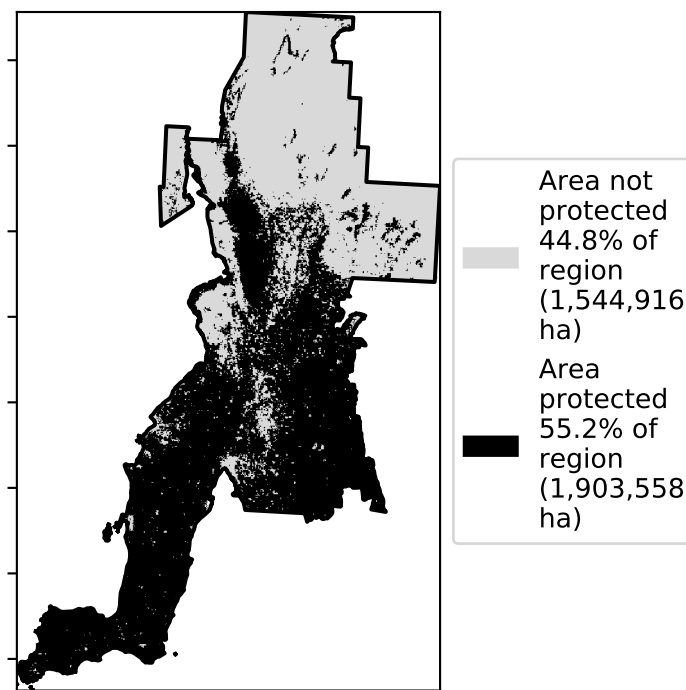 Area not
protected
44.8% of
region
(1,544,916
ha)
Area
protected
55.2% of
region
(1,903,558
ha)